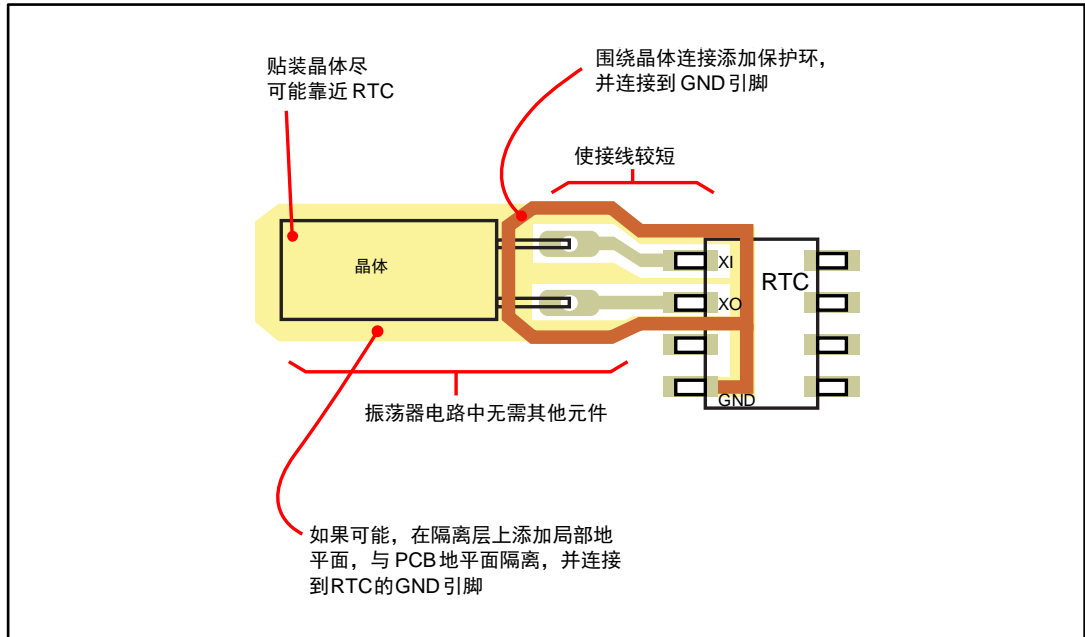 贴装晶体尽
可能靠近 RTC
围绕晶体连接添加保护环，
并连接到 GND 引脚
使接线较短
晶体
XI
RTC
XO
GND
振荡器电路中无需其他元件
如果可能，在隔离层上添加局部地
平面，与 PCB 地平面隔离，并连接
到RTC的GND引脚